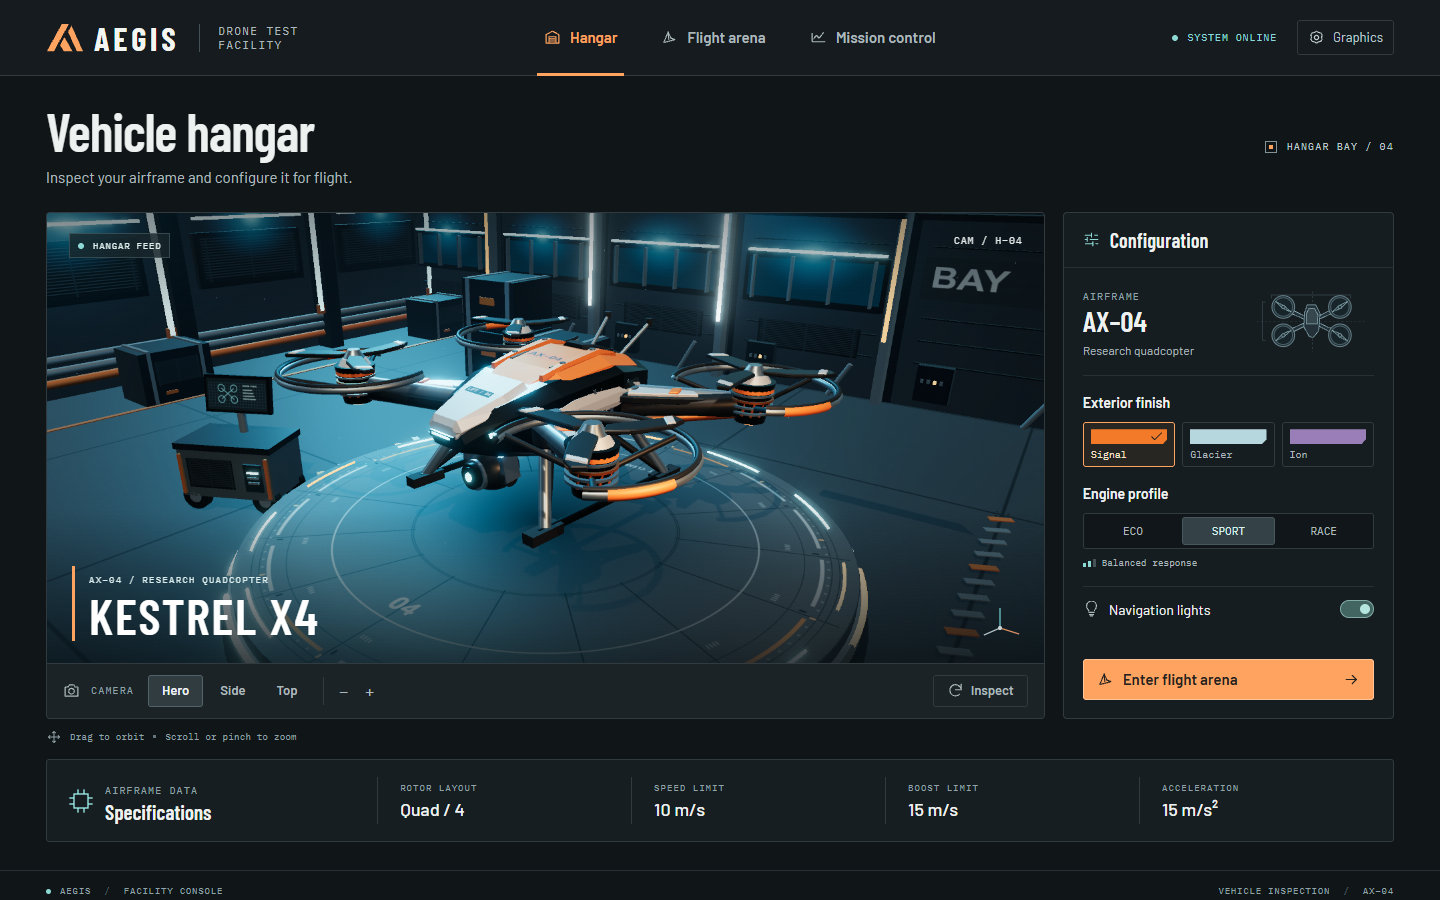 AEGIS
DRONE TEST
FACILITY
Hangar
Flight arena
Mission control
SYSTEM ONLINE
Graphics
Vehicle hangar
Inspect your airframe and configure it for flight.
HANGAR BAY / 04
HANGAR FEED
CAM / H-04
BAY
AX-04
04
AX-04 / RESEARCH QUADCOPTER
KESTREL X4
CAMERA
Hero
Side
Top
− +
Inspect
Drag to orbit • Scroll or pinch to zoom
Configuration
AIRFRAME
AX-04
Research quadcopter
Exterior finish
Signal
Glacier
Ion
Engine profile
ECO
SPORT
RACE
Balanced response
Navigation lights
Enter flight arena
AIRFRAME DATA
Specifications
ROTOR LAYOUT
Quad / 4
SPEED LIMIT
10 m/s
BOOST LIMIT
15 m/s
ACCELERATION
15 m/s²
AEGIS / FACILITY CONSOLE
VEHICLE INSPECTION / AX-04